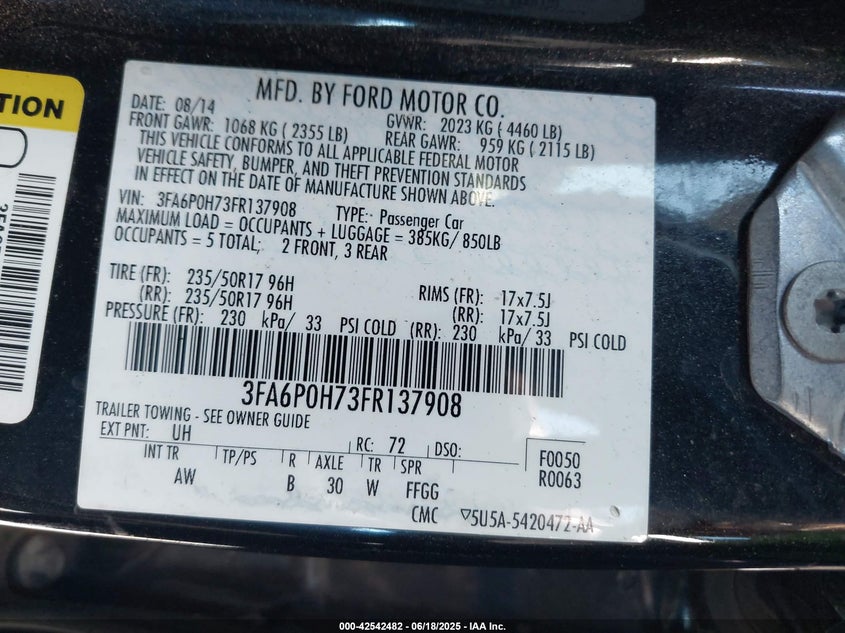 TION
MFD. BY FORD MOTOR CO.
DATE: 08/14
GVWR: 2023 KG ( 4460 LB)
FRONT GAWR: 1068 KG ( 2355 LB)
REAR GAWR: 959 KG ( 2115 LB)
THIS VEHICLE CONFORMS TO ALL APPLICABLE FEDERAL MOTOR
VEHICLE SAFETY, BUMPER, AND THEFT PREVENTION STANDARDS
IN EFFECT ON THE DATE OF MANUFACTURE SHOWN ABOVE.
VIN: 3FA6P0H73FR137908 TYPE:- Passenger Car
MAXIMUM LOAD = OCCUPANTS + LUGGAGE = 385KG/ 850LB
OCCUPANTS = 5 TOTAL; 2 FRONT, 3 REAR
TIRE (FR): 235/50R17 96H RIMS (FR): 17x7.5J
(RR): 235/50R17 96H (RR): 17x7.5J
PRESSURE (FR): 230 kPa/ 33 PSI COLD (RR): 230 kPa/ 33 PSI COLD
3FA6P0H73FR137908
TRAILER TOWING - SEE OWNER GUIDE
EXT PNT: UH RC: 72 DSO: F0050
INT TR TP/PS R AXLE TR SPR R0063
AW B 30 W FFGG
CMC ▽5U5A-5420472-AA
000-42542482 - 06/18/2025 - IAA Inc.